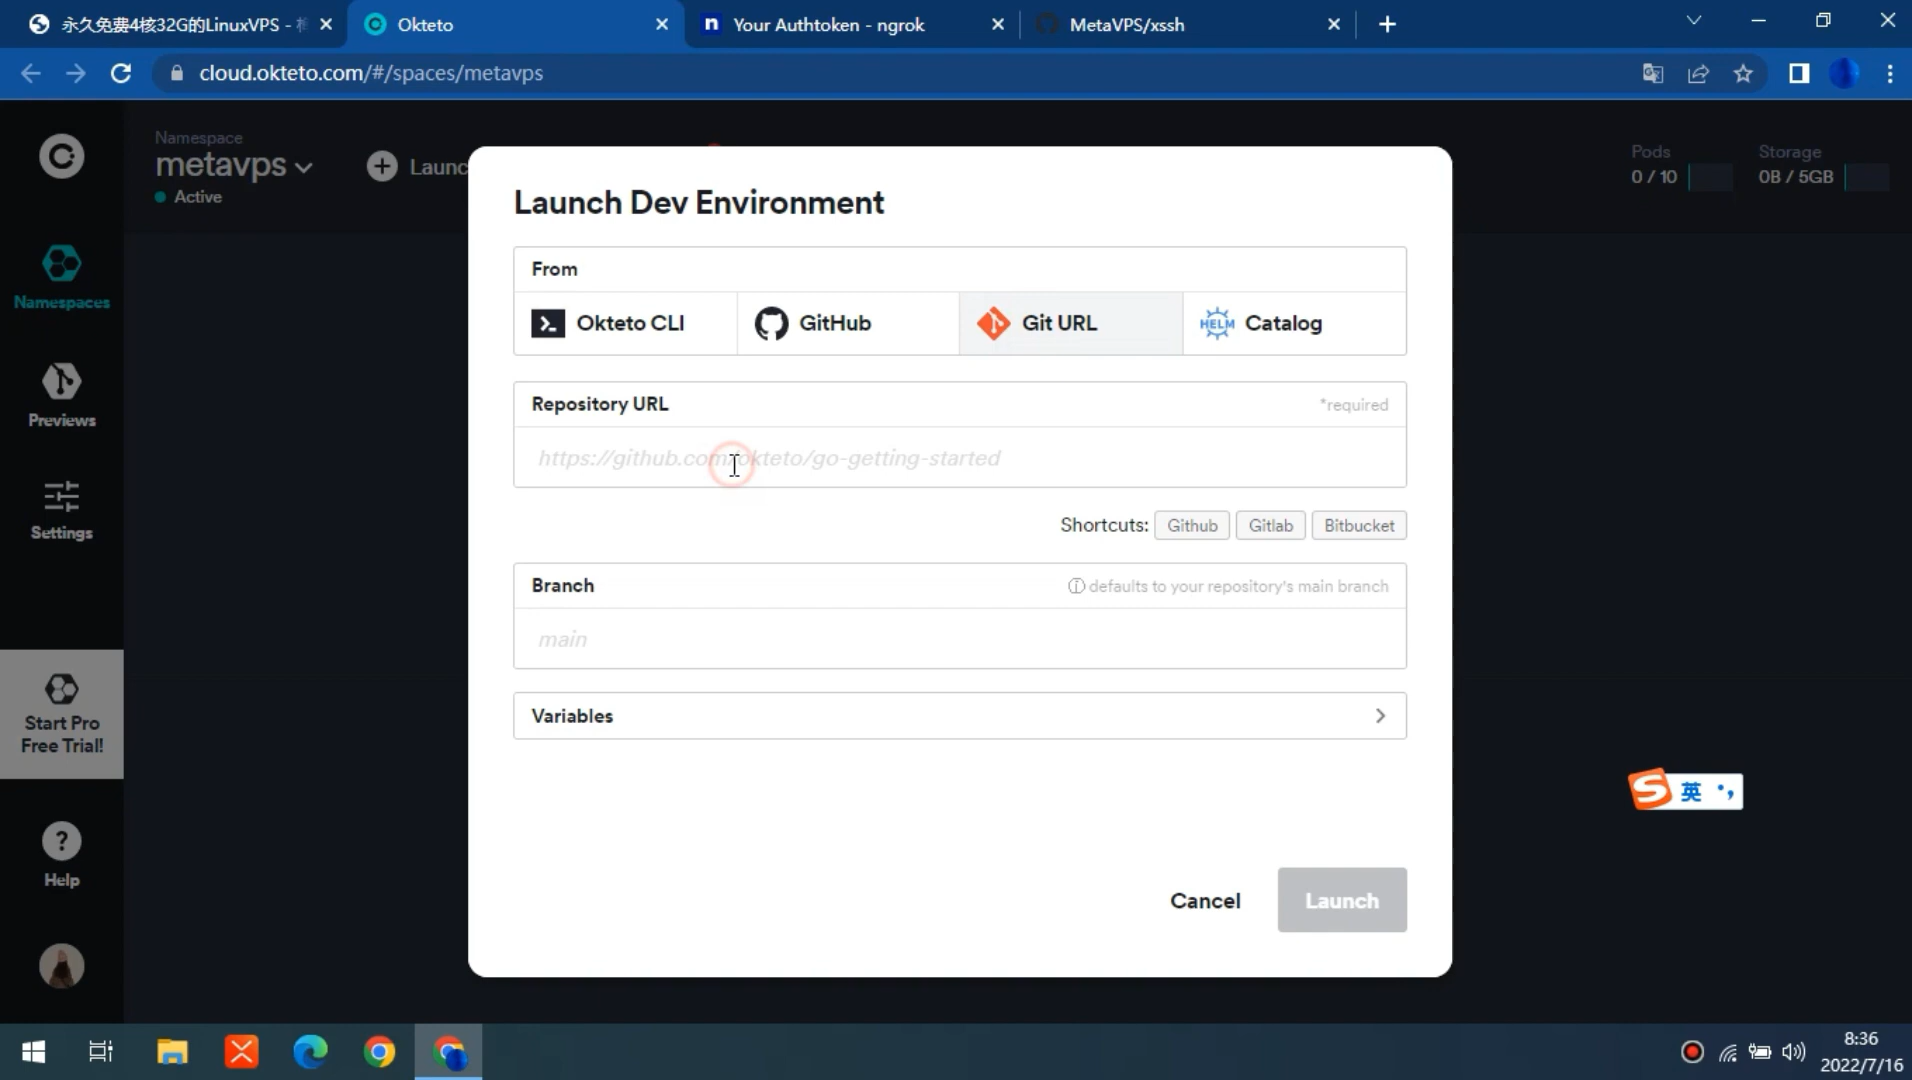 永久免费4核32G的LinuxVPS -
Okteto
Your Authtoken - ngrok
MetaVPS/xssh
cloud.okteto.com/#/spaces/metavps
Namespace
metavps
Active
Launc
Pods
0 / 10
Storage
0B / 5GB
Namespaces
Previews
Settings
Start Pro
Free Trial!
Help
Launch Dev Environment
From
Okteto CLI
GitHub
Git URL
HELM
Catalog
Repository URL
*required
https://github.com/okteto/go-getting-started
Shortcuts:
Github
Gitlab
Bitbucket
Branch
defaults to your repository's main branch
main
Variables
Cancel
Launch
英
8:36
2022/7/16